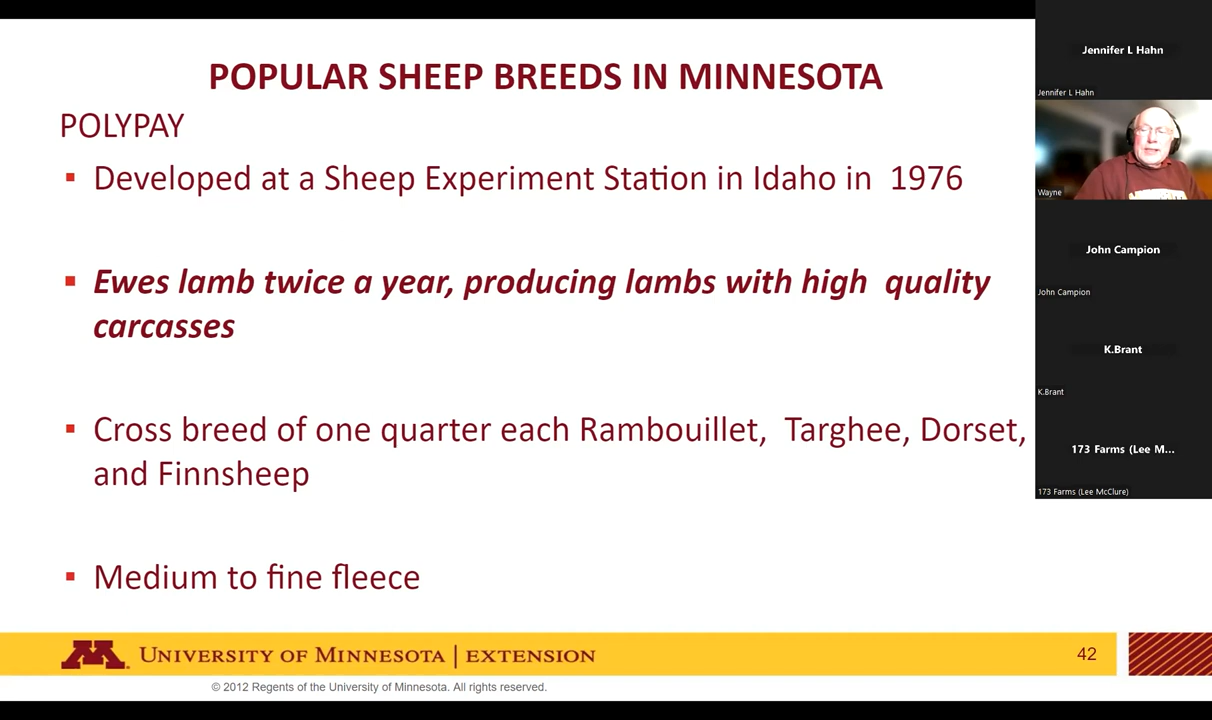 POPULAR SHEEP BREEDS IN MINNESOTA
POLYPAY
▪ Developed at a Sheep Experiment Station in Idaho in 1976
▪ Ewes lamb twice a year, producing lambs with high quality
carcasses
▪ Cross breed of one quarter each Rambouillet, Targhee, Dorset,
and Finnsheep
▪ Medium to fine fleece
M UNIVERSITY OF MINNESOTA | EXTENSION
42
© 2012 Regents of the University of Minnesota. All rights reserved.
Jennifer L Hahn
Jennifer L Hahn
Wayne
John Campion
John Campion
K.Brant
K.Brant
173 Farms (Lee M...
173 Farms (Lee McClure)